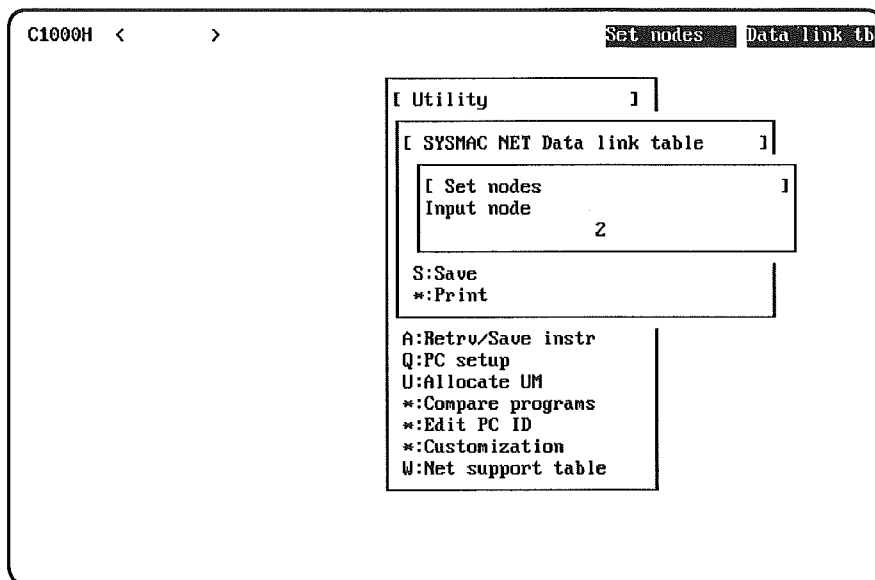 C1000H < > Set nodes Data link tb
[ Utility ]
[ SYSMAC NET Data link table ]
[ Set nodes ]
Input node
2
S:Save
*:Print
A:Retrv/Save instr
Q:PC setup
U:Allocate UM
*:Compare programs
*:Edit PC ID
*:Customization
W:Net support table